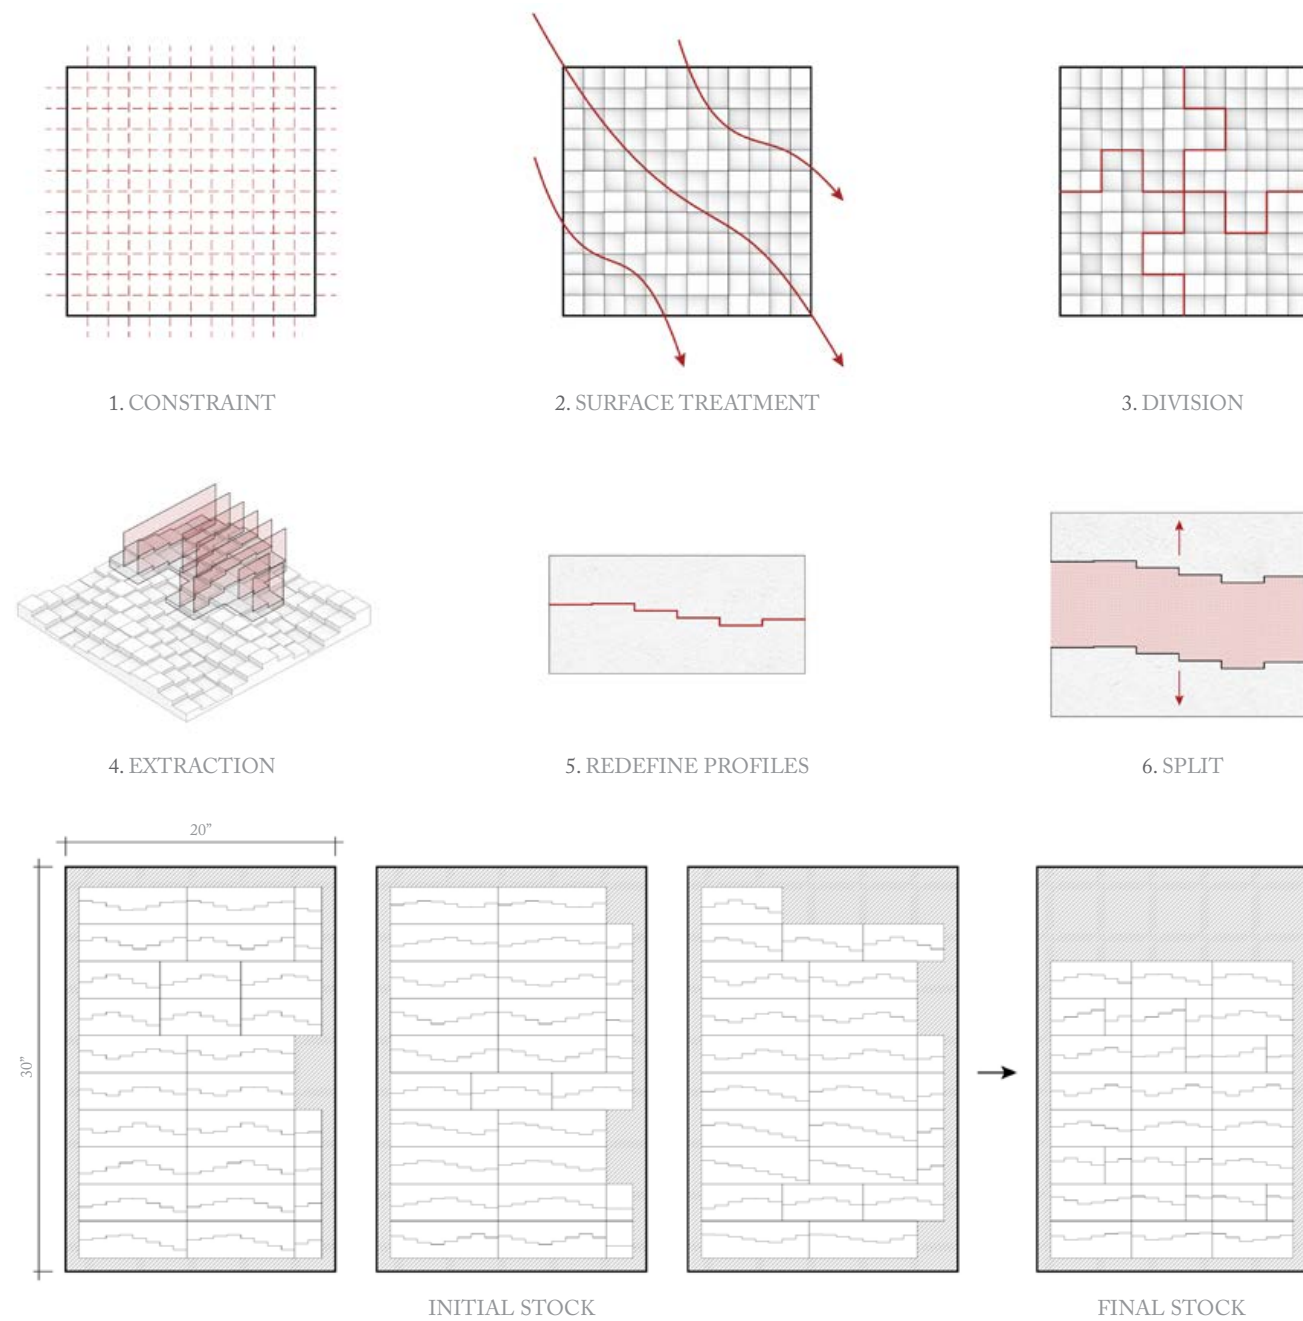 1. CONSTRAINT
2. SURFACE TREATMENT
3. DIVISION
4. EXTRACTION
5. REDEFINE PROFILES
6. SPLIT
20”
30”
INITIAL STOCK
FINAL STOCK